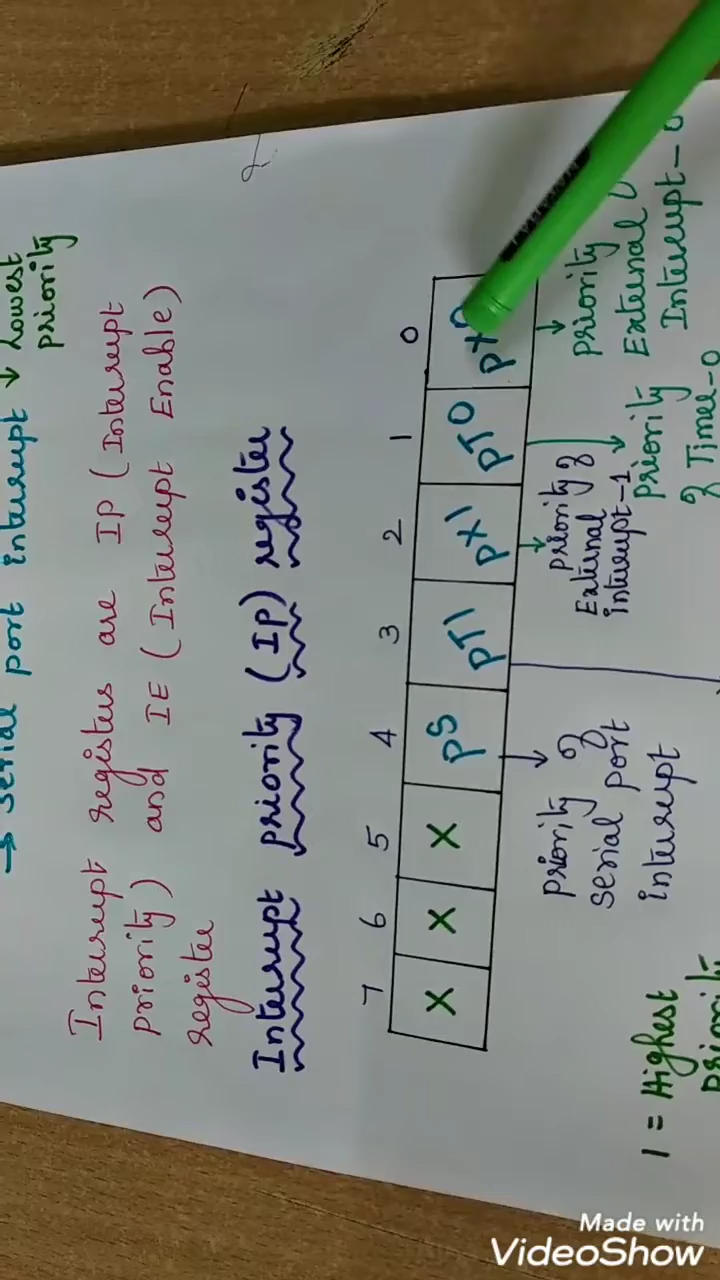 → serial port interrupt → Lowest
priority
Interrupt registers are IP (Interrupt
priority) and IE (Interrupt Enable)
register
Interrupt priority (IP) register
7 6 5 4 3 2 1 0
X X X PS PT1 PX1 PT0
priority of
serial port
interrupt
priority of
External
interrupt-1
priority
of Timer-0
priority
External
Interrupt-0
1 = Highest
priority
Made with
VideoShow